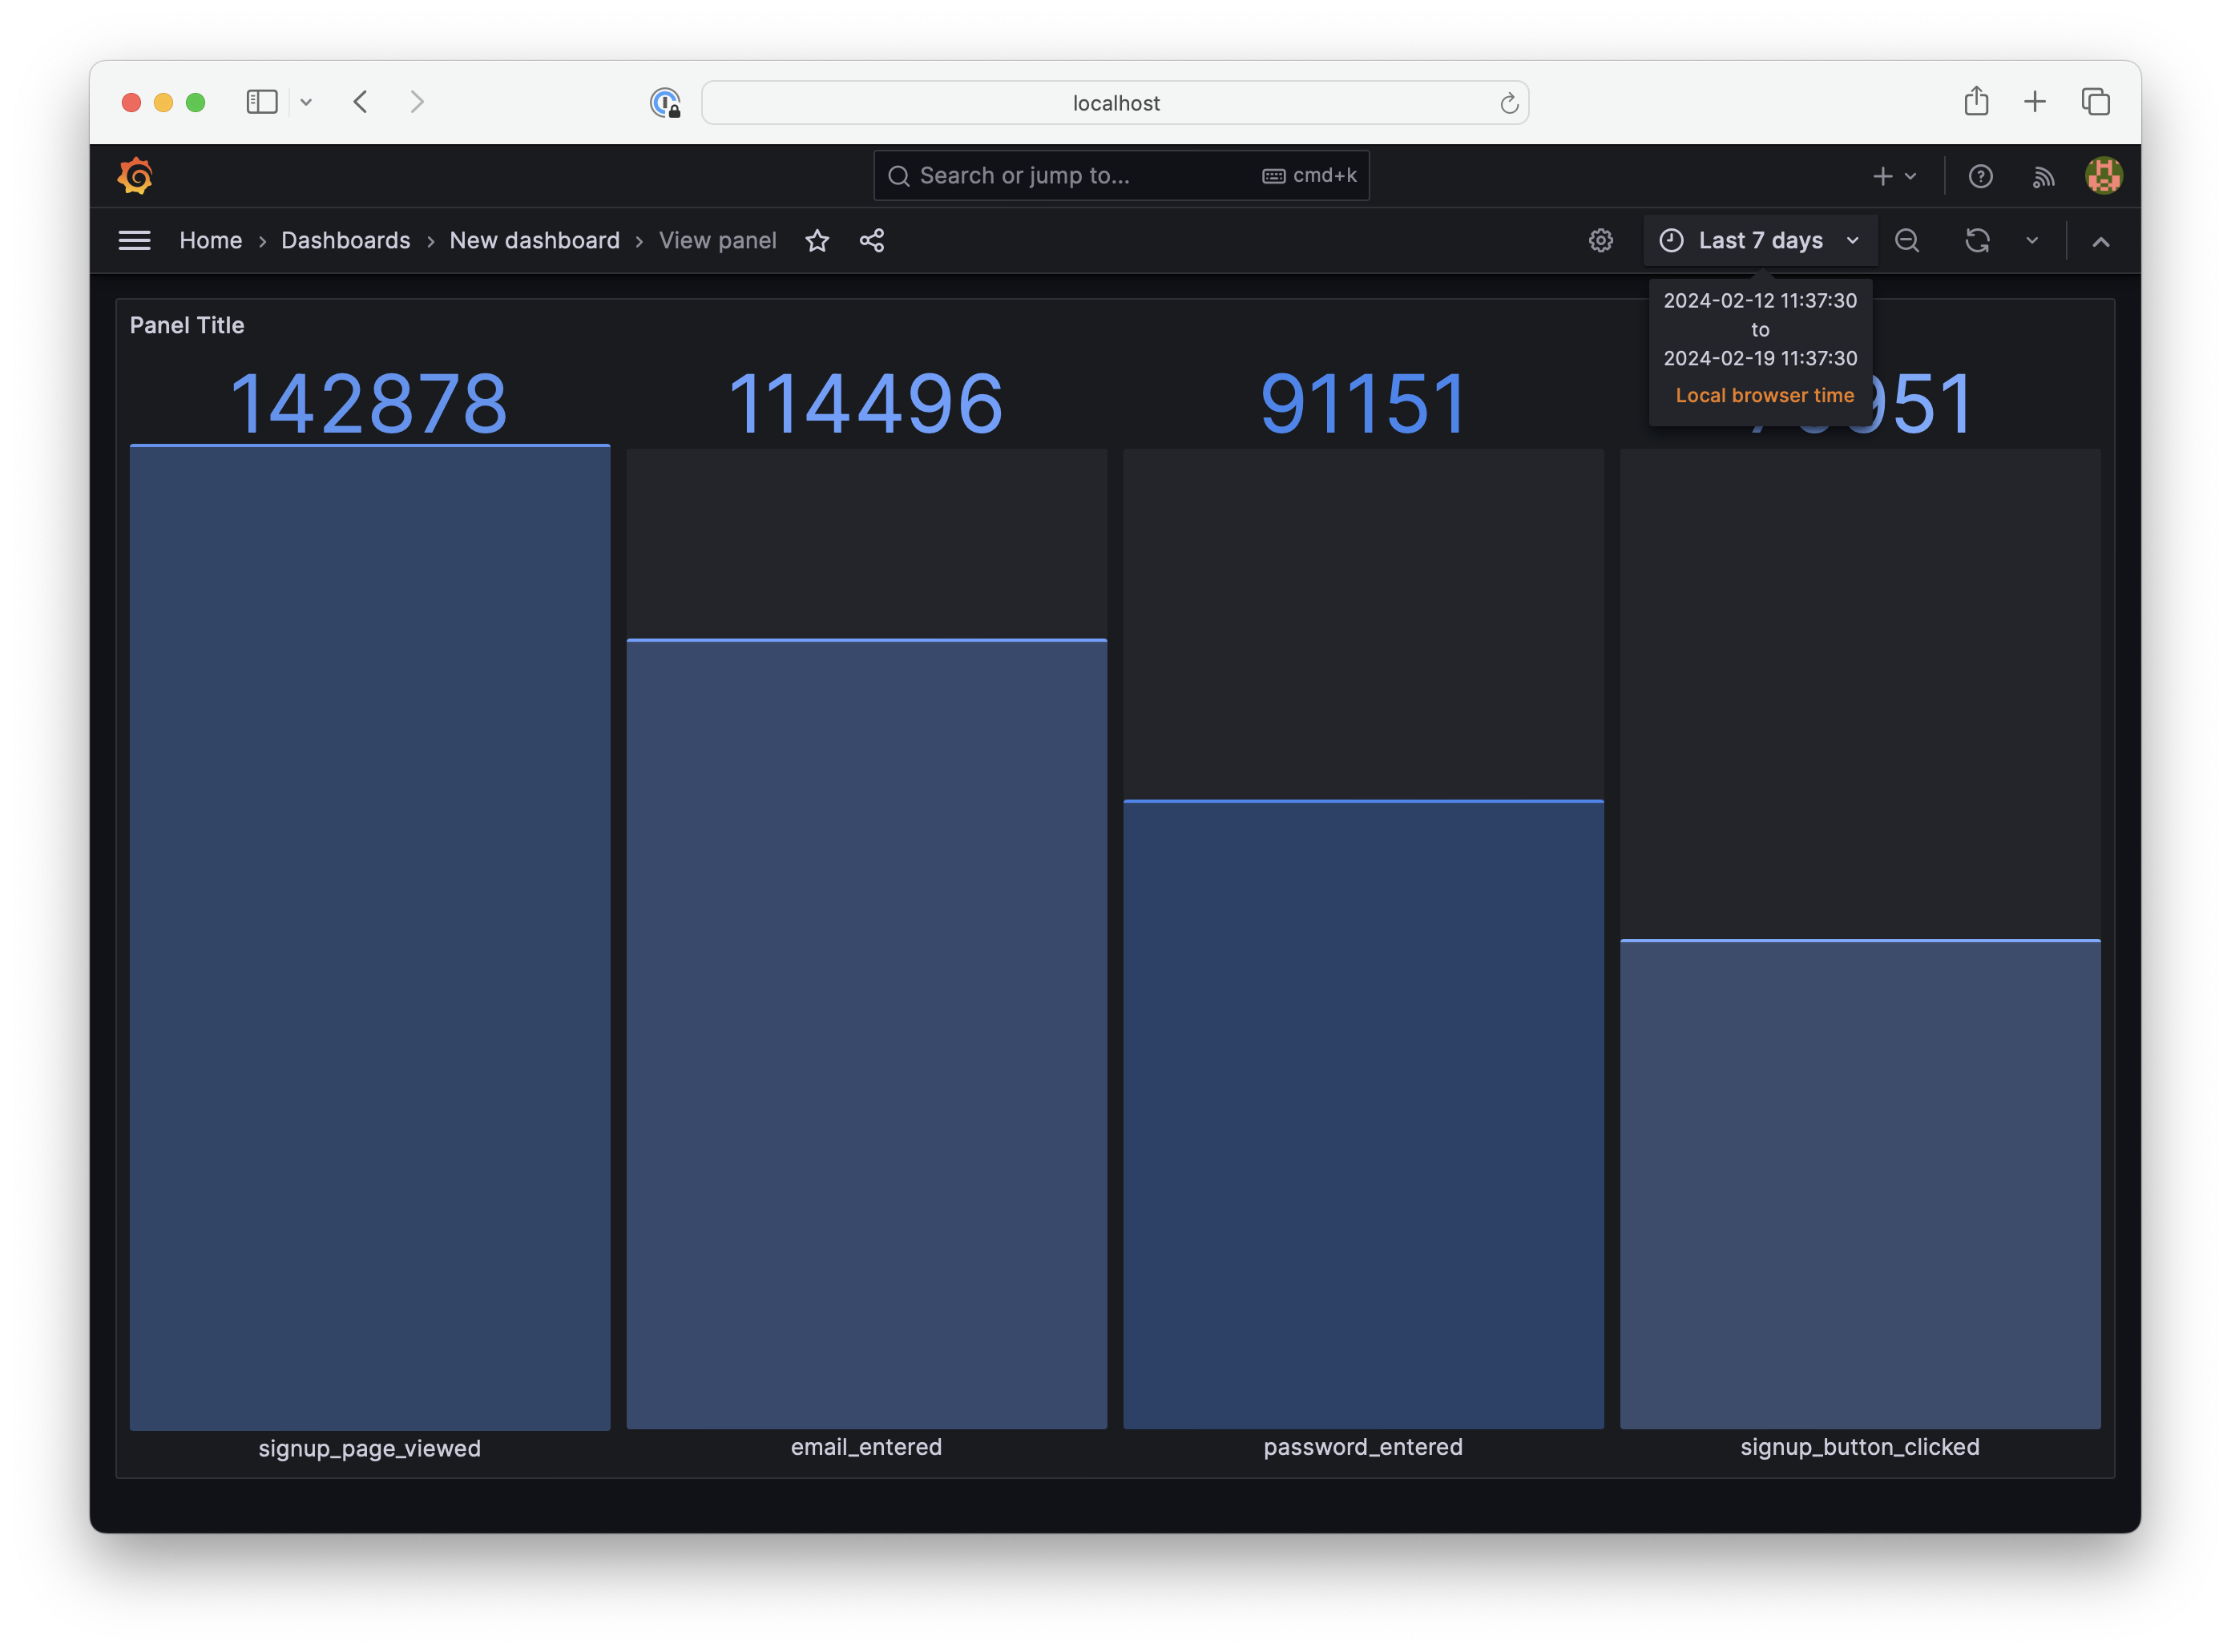 localhost
Search or jump to...
cmd+k
Home › Dashboards › New dashboard › View panel
Last 7 days
2024-02-12 11:37:30
to
2024-02-19 11:37:30
Local browser time
Panel Title
142878
114496
91151
signup_page_viewed
email_entered
password_entered
signup_button_clicked